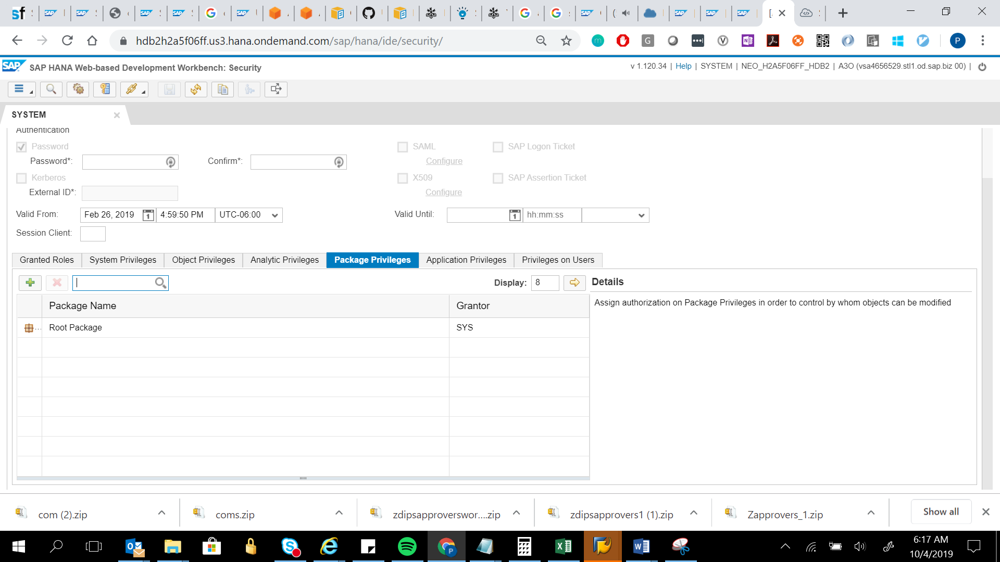 hdb2h2a5f06ff.us3.hana.ondemand.com/sap/hana/ide/security/
P
SAP SAP HANA Web-based Development Workbench: Security
v 1.120.34 | Help | SYSTEM | NEO_H2A5F06FF_HDB2 | A3O (vsa4656529.stl1.od.sap.biz 00) |
SYSTEM
Authentication
Password
SAML
SAP Logon Ticket
Password*:
Confirm*:
Configure
Kerberos
X509
SAP Assertion Ticket
External ID*:
Configure
Valid From: Feb 26, 2019 4:59:50 PM UTC-06:00
Valid Until: hh:mm:ss
Session Client:
Granted Roles System Privileges Object Privileges Analytic Privileges Package Privileges Application Privileges Privileges on Users
Display: 8
Details
Package Name Grantor
Assign authorization on Package Privileges in order to control by whom objects can be modified
... Root Package SYS
com (2).zip coms.zip zdipsapproverswor....zip zdipsapprovers1 (1).zip Zapprovers_1.zip Show all
6:17 AM
10/4/2019